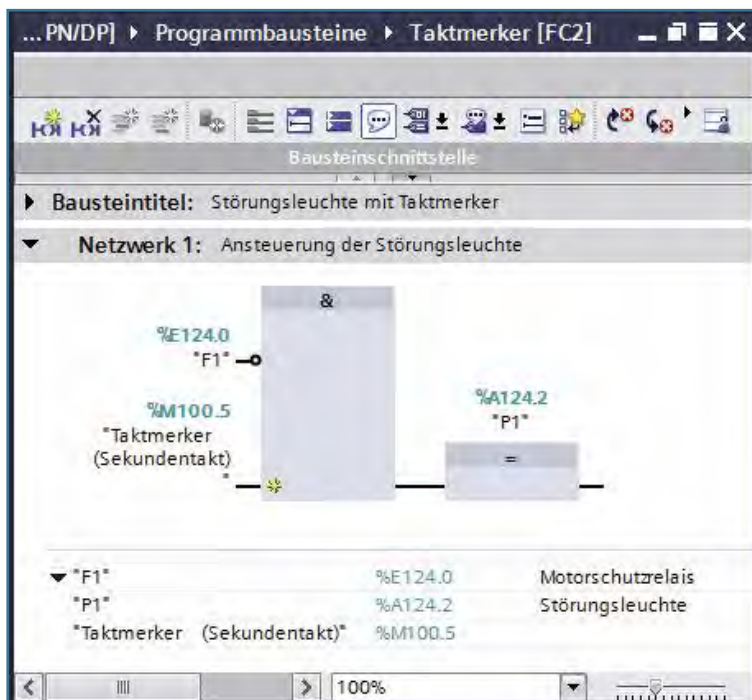 ...PN/DP] ▸ Programmbausteine ▸ Taktmerker [FC2]
Bausteinschnittstelle
Bausteintitel: Störungsleuchte mit Taktmerker
Netzwerk 1: Ansteuerung der Störungsleuchte
&
%E124.0
"F1"
%M100.5
"Taktmerker
(Sekundentakt)
"
%A124.2
"P1"
=
"F1" %E124.0 Motorschutzrelais
"P1" %A124.2 Störungsleuchte
"Taktmerker (Sekundentakt)" %M100.5
100%